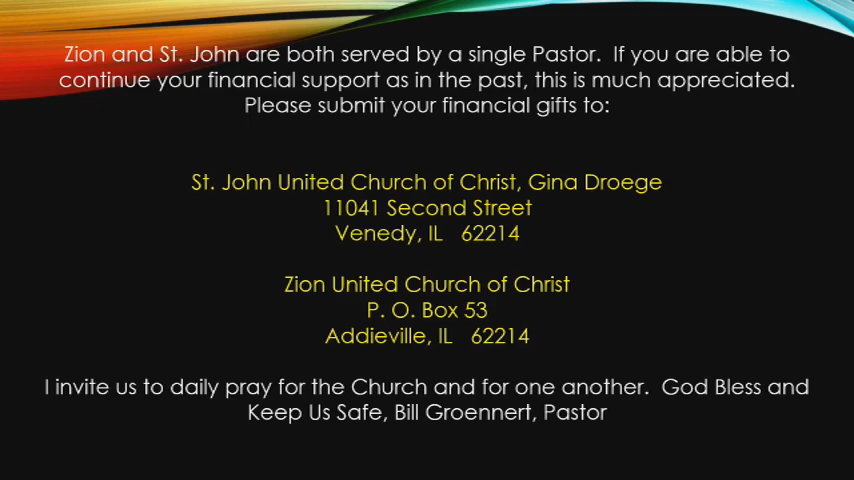 Zion and St. John are both served by a single Pastor.  If you are able to
continue your financial support as in the past, this is much appreciated.
Please submit your financial gifts to:
St. John United Church of Christ, Gina Droege
11041 Second Street
Venedy, IL   62214
Zion United Church of Christ
P. O. Box 53
Addieville, IL   62214
I invite us to daily pray for the Church and for one another.  God Bless and
Keep Us Safe, Bill Groennert, Pastor